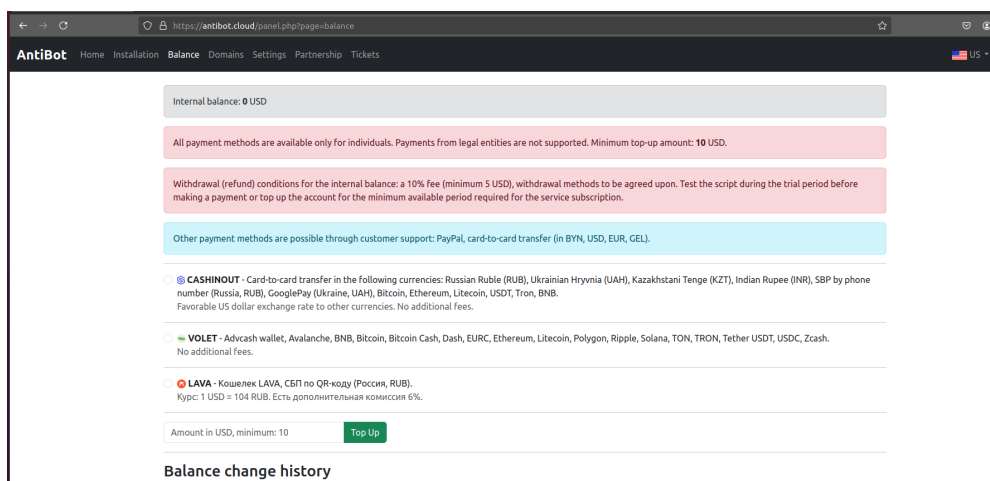 https://antibot.cloud/panel.php?page=balance
AntiBot Home Installation Balance Domains Settings Partnership Tickets US
Internal balance: 0 USD
All payment methods are available only for individuals. Payments from legal entities are not supported. Minimum top-up amount: 10 USD.
Withdrawal (refund) conditions for the internal balance: a 10% fee (minimum 5 USD), withdrawal methods to be agreed upon. Test the script during the trial period before
making a payment or top up the account for the minimum available period required for the service subscription.
Other payment methods are possible through customer support: PayPal, card-to-card transfer (in BYN, USD, EUR, GEL).
CASHINOUT - Card-to-card transfer in the following currencies: Russian Ruble (RUB), Ukrainian Hryvnia (UAH), Kazakhstani Tenge (KZT), Indian Rupee (INR), SBP by phone
number (Russia, RUB), GooglePay (Ukraine, UAH), Bitcoin, Ethereum, Litecoin, USDT, Tron, BNB.
Favorable US dollar exchange rate to other currencies. No additional fees.
VOLET - Advcash wallet, Avalanche, BNB, Bitcoin, Bitcoin Cash, Dash, EURC, Ethereum, Litecoin, Polygon, Ripple, Solana, TON, TRON, Tether USDT, USDC, Zcash.
No additional fees.
LAVA - Кошелек LAVA, СБП по QR-коду (Россия, RUB).
Курс: 1 USD = 104 RUB. Есть дополнительная комиссия 6%.
Amount in USD, minimum: 10 Top Up
Balance change history